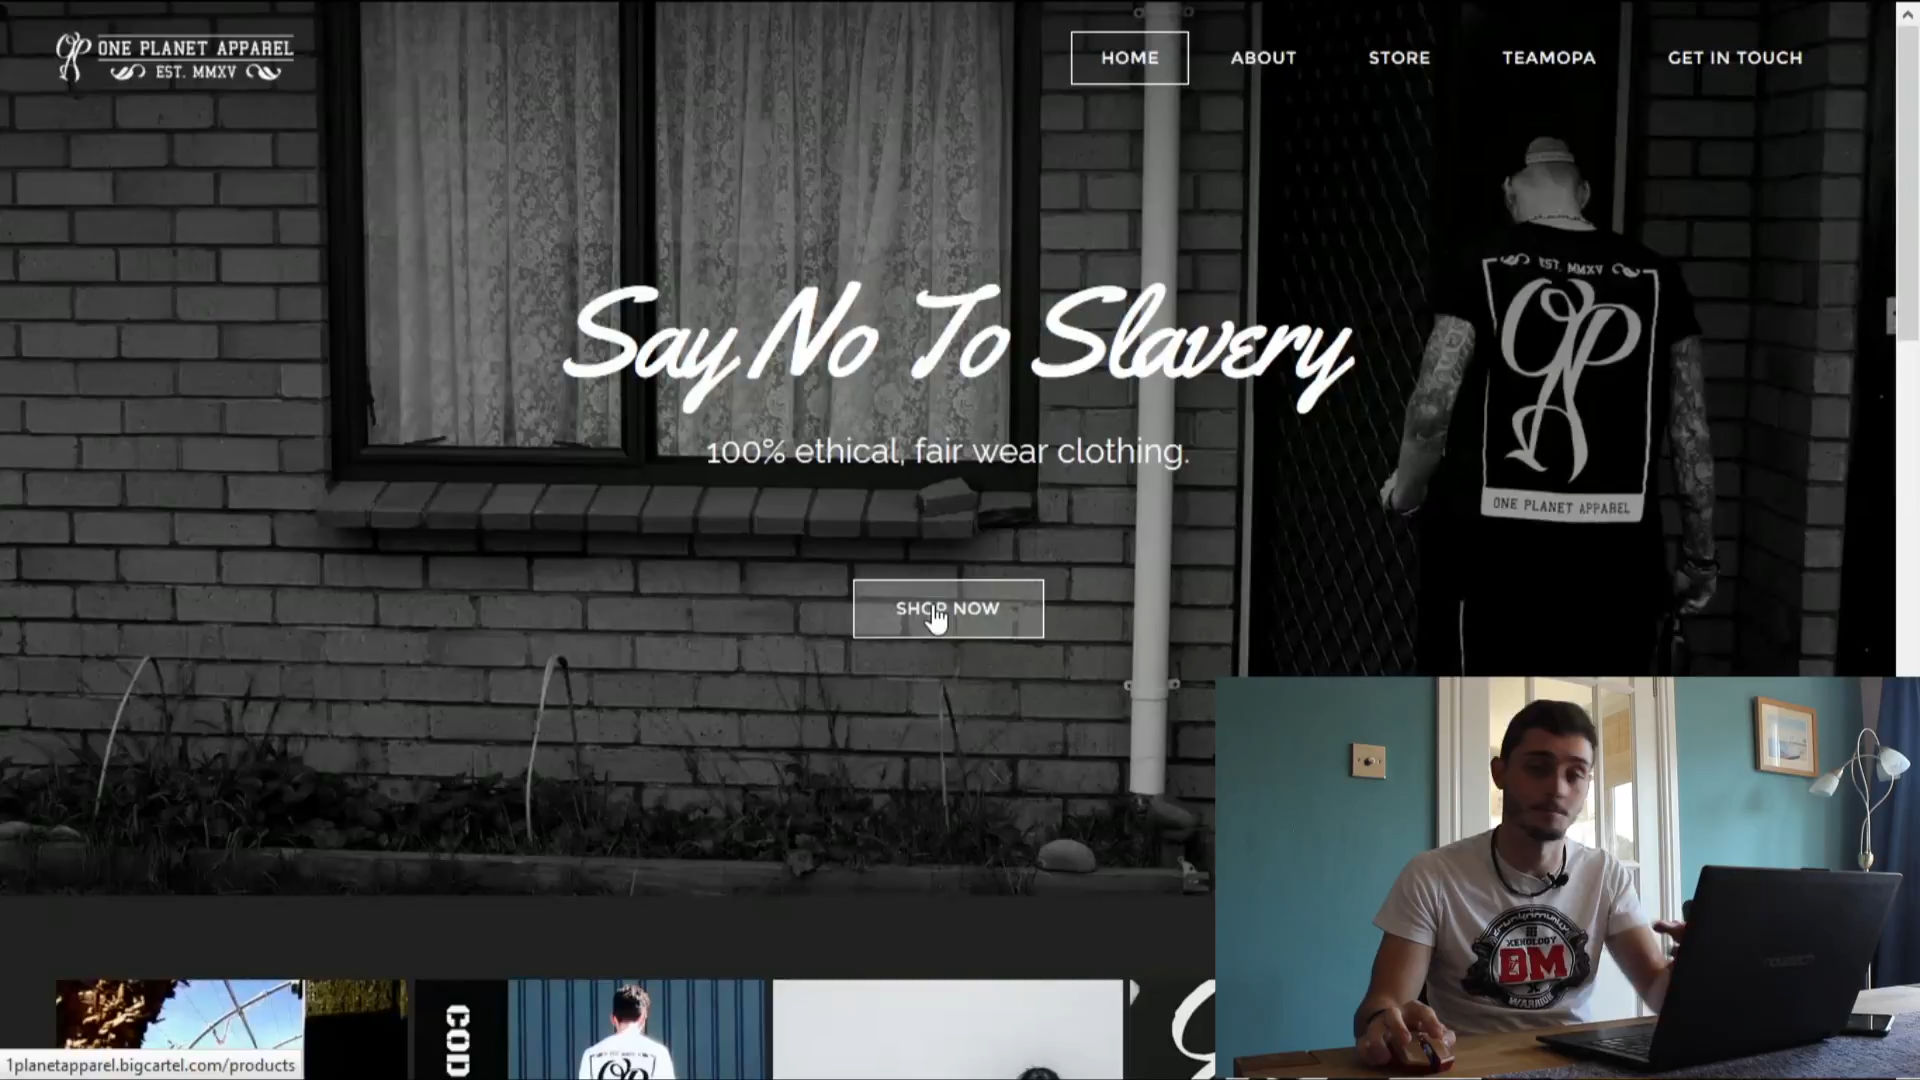 ONE PLANET APPAREL
EST. MMXV
HOME
ABOUT
STORE
TEAMOPA
GET IN TOUCH
EST. MMXV
ONE PLANET APPAREL
Say No To Slavery
100% ethical, fair wear clothing.
SHOP NOW
XENOLOGY
DM
WARRIOR
COD
1planetapparel.bigcartel.com/products